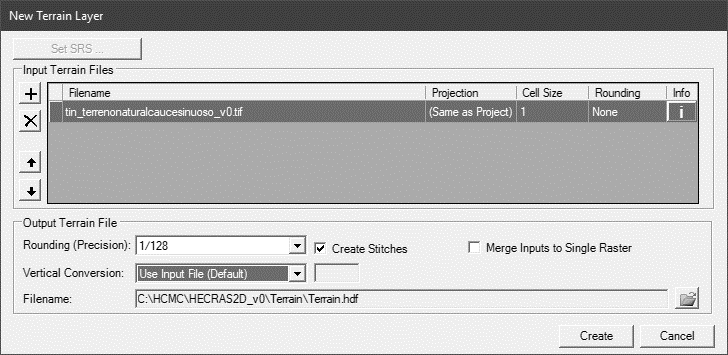 New Terrain Layer
Set SRS ...
Input Terrain Files
Filename Projection Cell Size Rounding Info
tin_terrenonaturalcaucesinuoso_v0.tif (Same as Project) 1 None i
Output Terrain File
Rounding (Precision): 1/128 Create Stitches Merge Inputs to Single Raster
Vertical Conversion: Use Input File (Default)
Filename: C:\HCMC\HECRAS2D_v0\Terrain\Terrain.hdf
Create Cancel